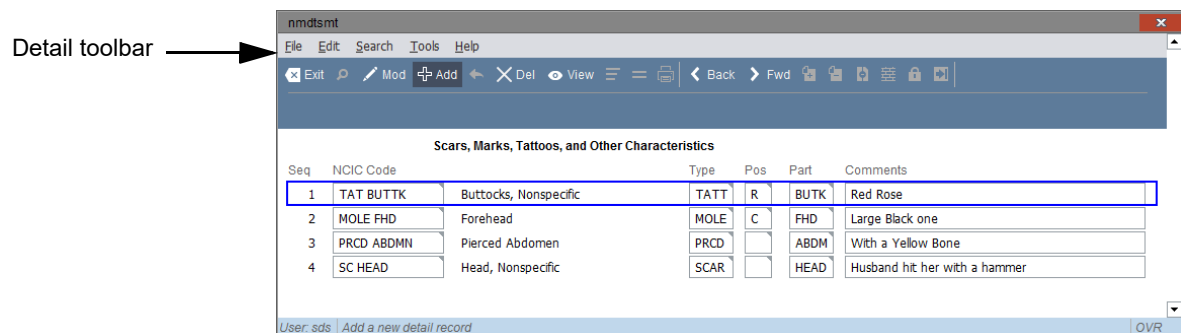 nmdtsmt
Detail toolbar
File Edit Search Tools Help
Exit Mod Add Del View Back Fwd
Scars, Marks, Tattoos, and Other Characteristics
Seq NCIC Code Type Pos Part Comments
1 TAT BUTTK Buttocks, Nonspecific TATT R BUTK Red Rose
2 MOLE FHD Forehead MOLE C FHD Large Black one
3 PRCD ABDMN Pierced Abdomen PRCD ABDM With a Yellow Bone
4 SC HEAD Head, Nonspecific SCAR HEAD Husband hit her with a hammer
User: sds Add a new detail record OVR